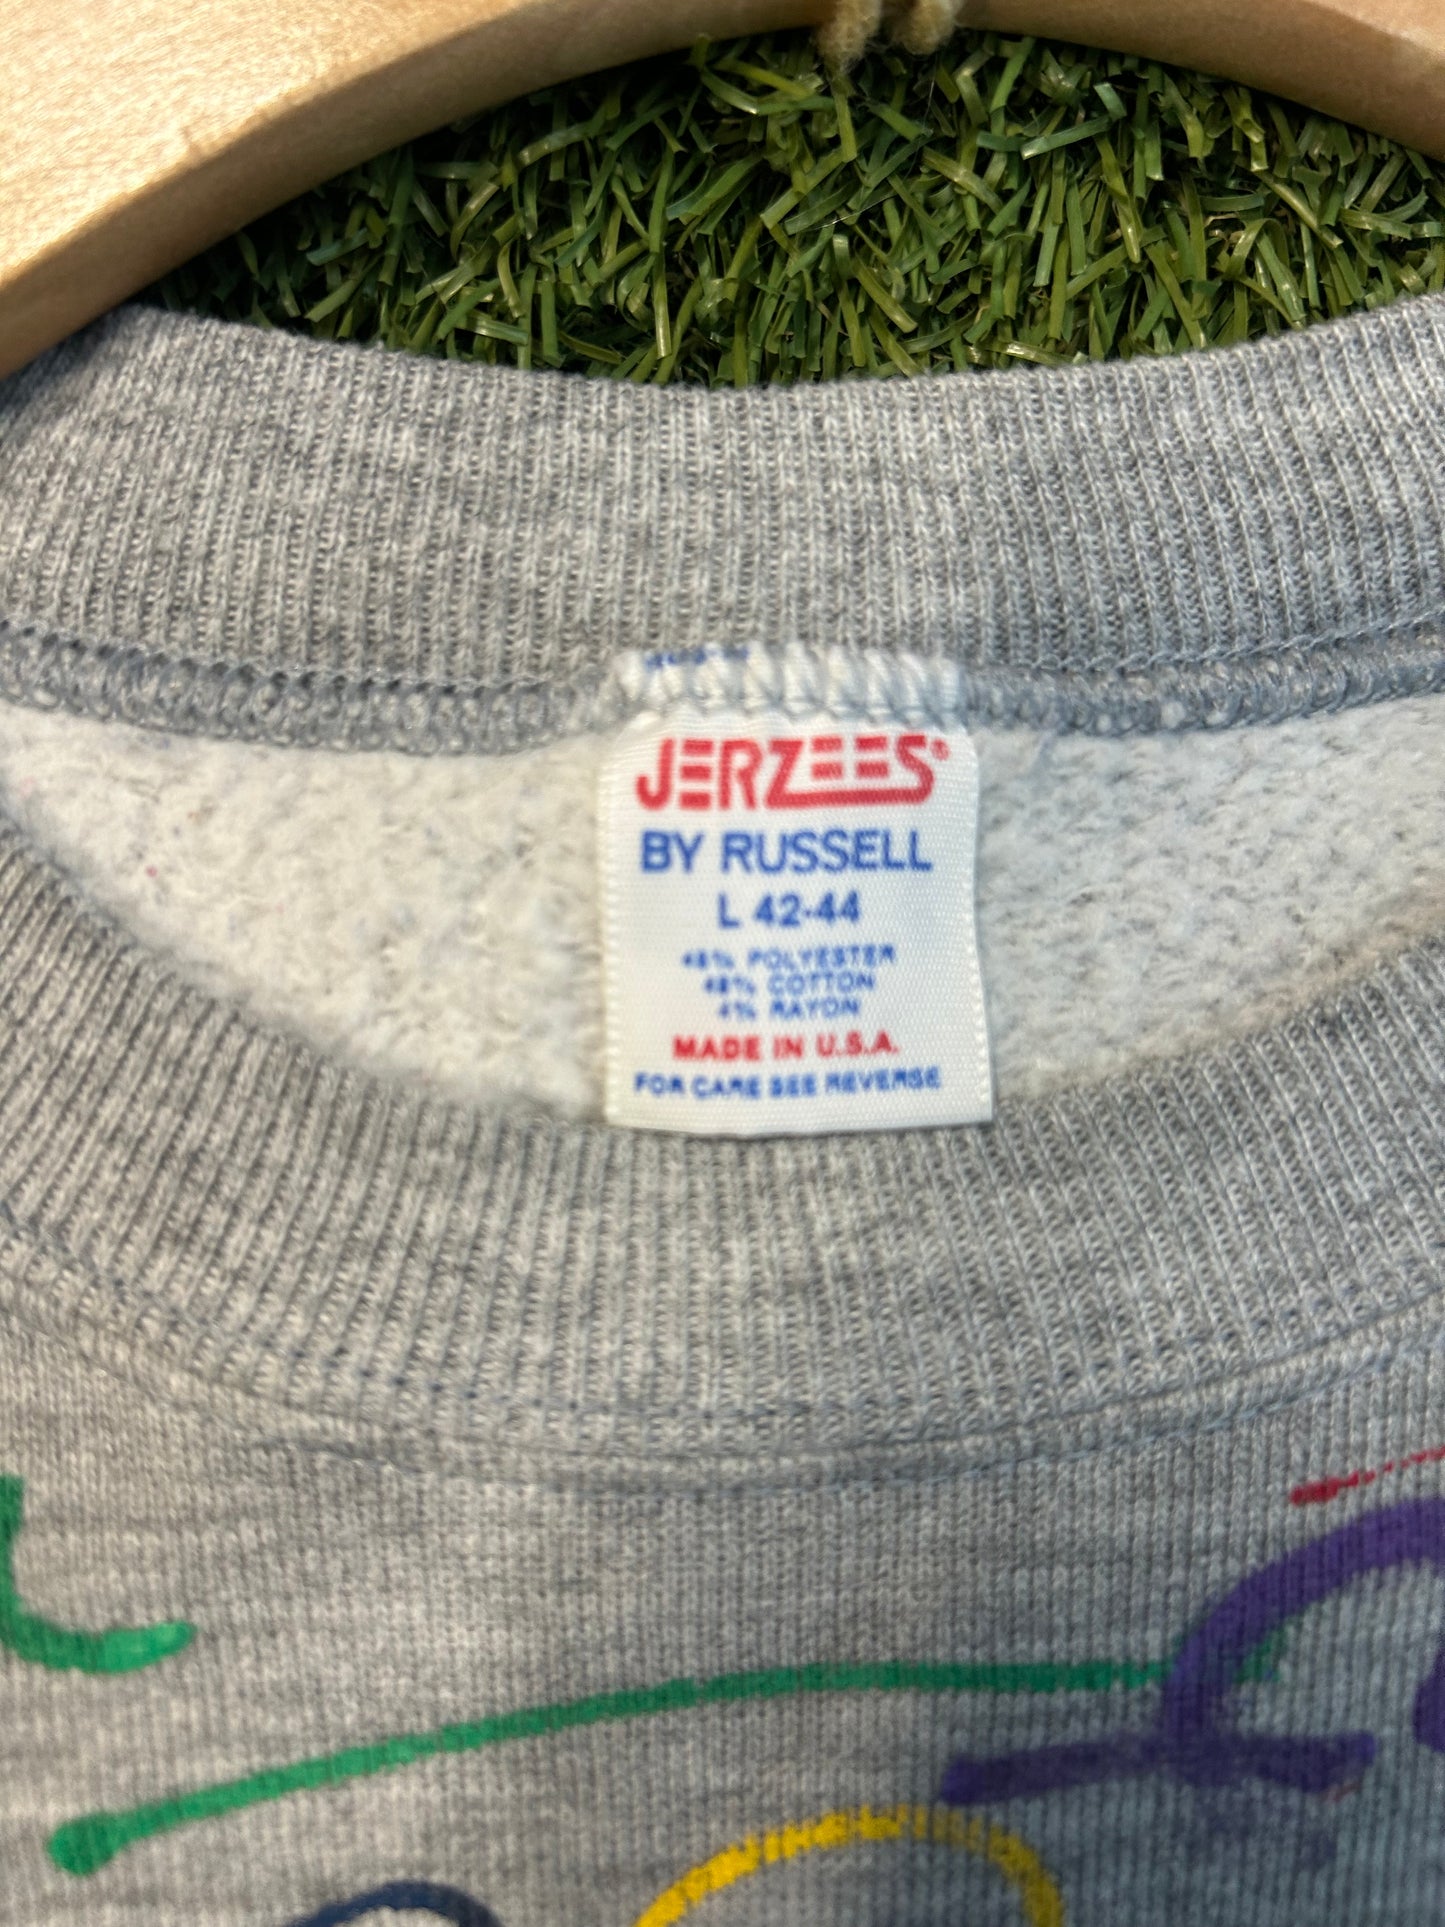 JERZEES®
BY RUSSELL
L 42-44
48% POLYESTER
48% COTTON
4% RAYON
MADE IN U.S.A.
FOR CARE SEE REVERSE